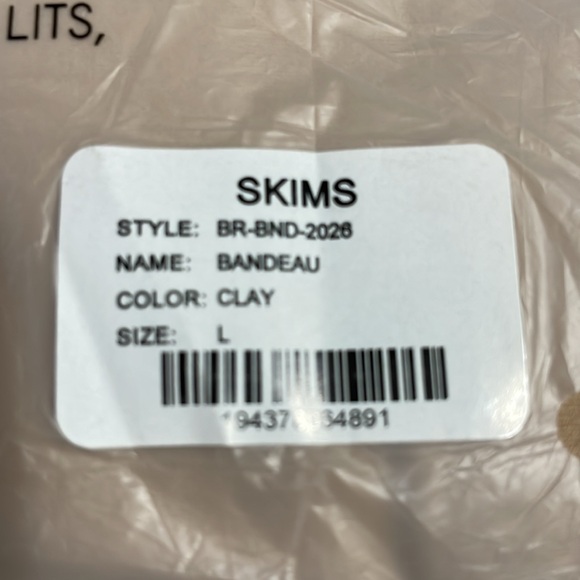 LITS,
SKIMS
STYLE: BR-BND-2026
NAME: BANDEAU
COLOR: CLAY
SIZE: L